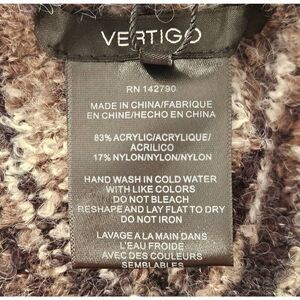 VERTIGO
RN 142790
MADE IN CHINA/FABRIQUE
EN CHINE/HECHO EN CHINA
83% ACRYLIC/ACRYLIQUE/
ACRILICO
17% NYLON/NYLON/NYLON
HAND WASH IN COLD WATER
WITH LIKE COLORS
DO NOT BLEACH
RESHAPE AND LAY FLAT TO DRY
DO NOT IRON
LAVAGE A LA MAIN DANS
L'EAU FROIDE
AVEC DES COULEURS
SEMBLABLES